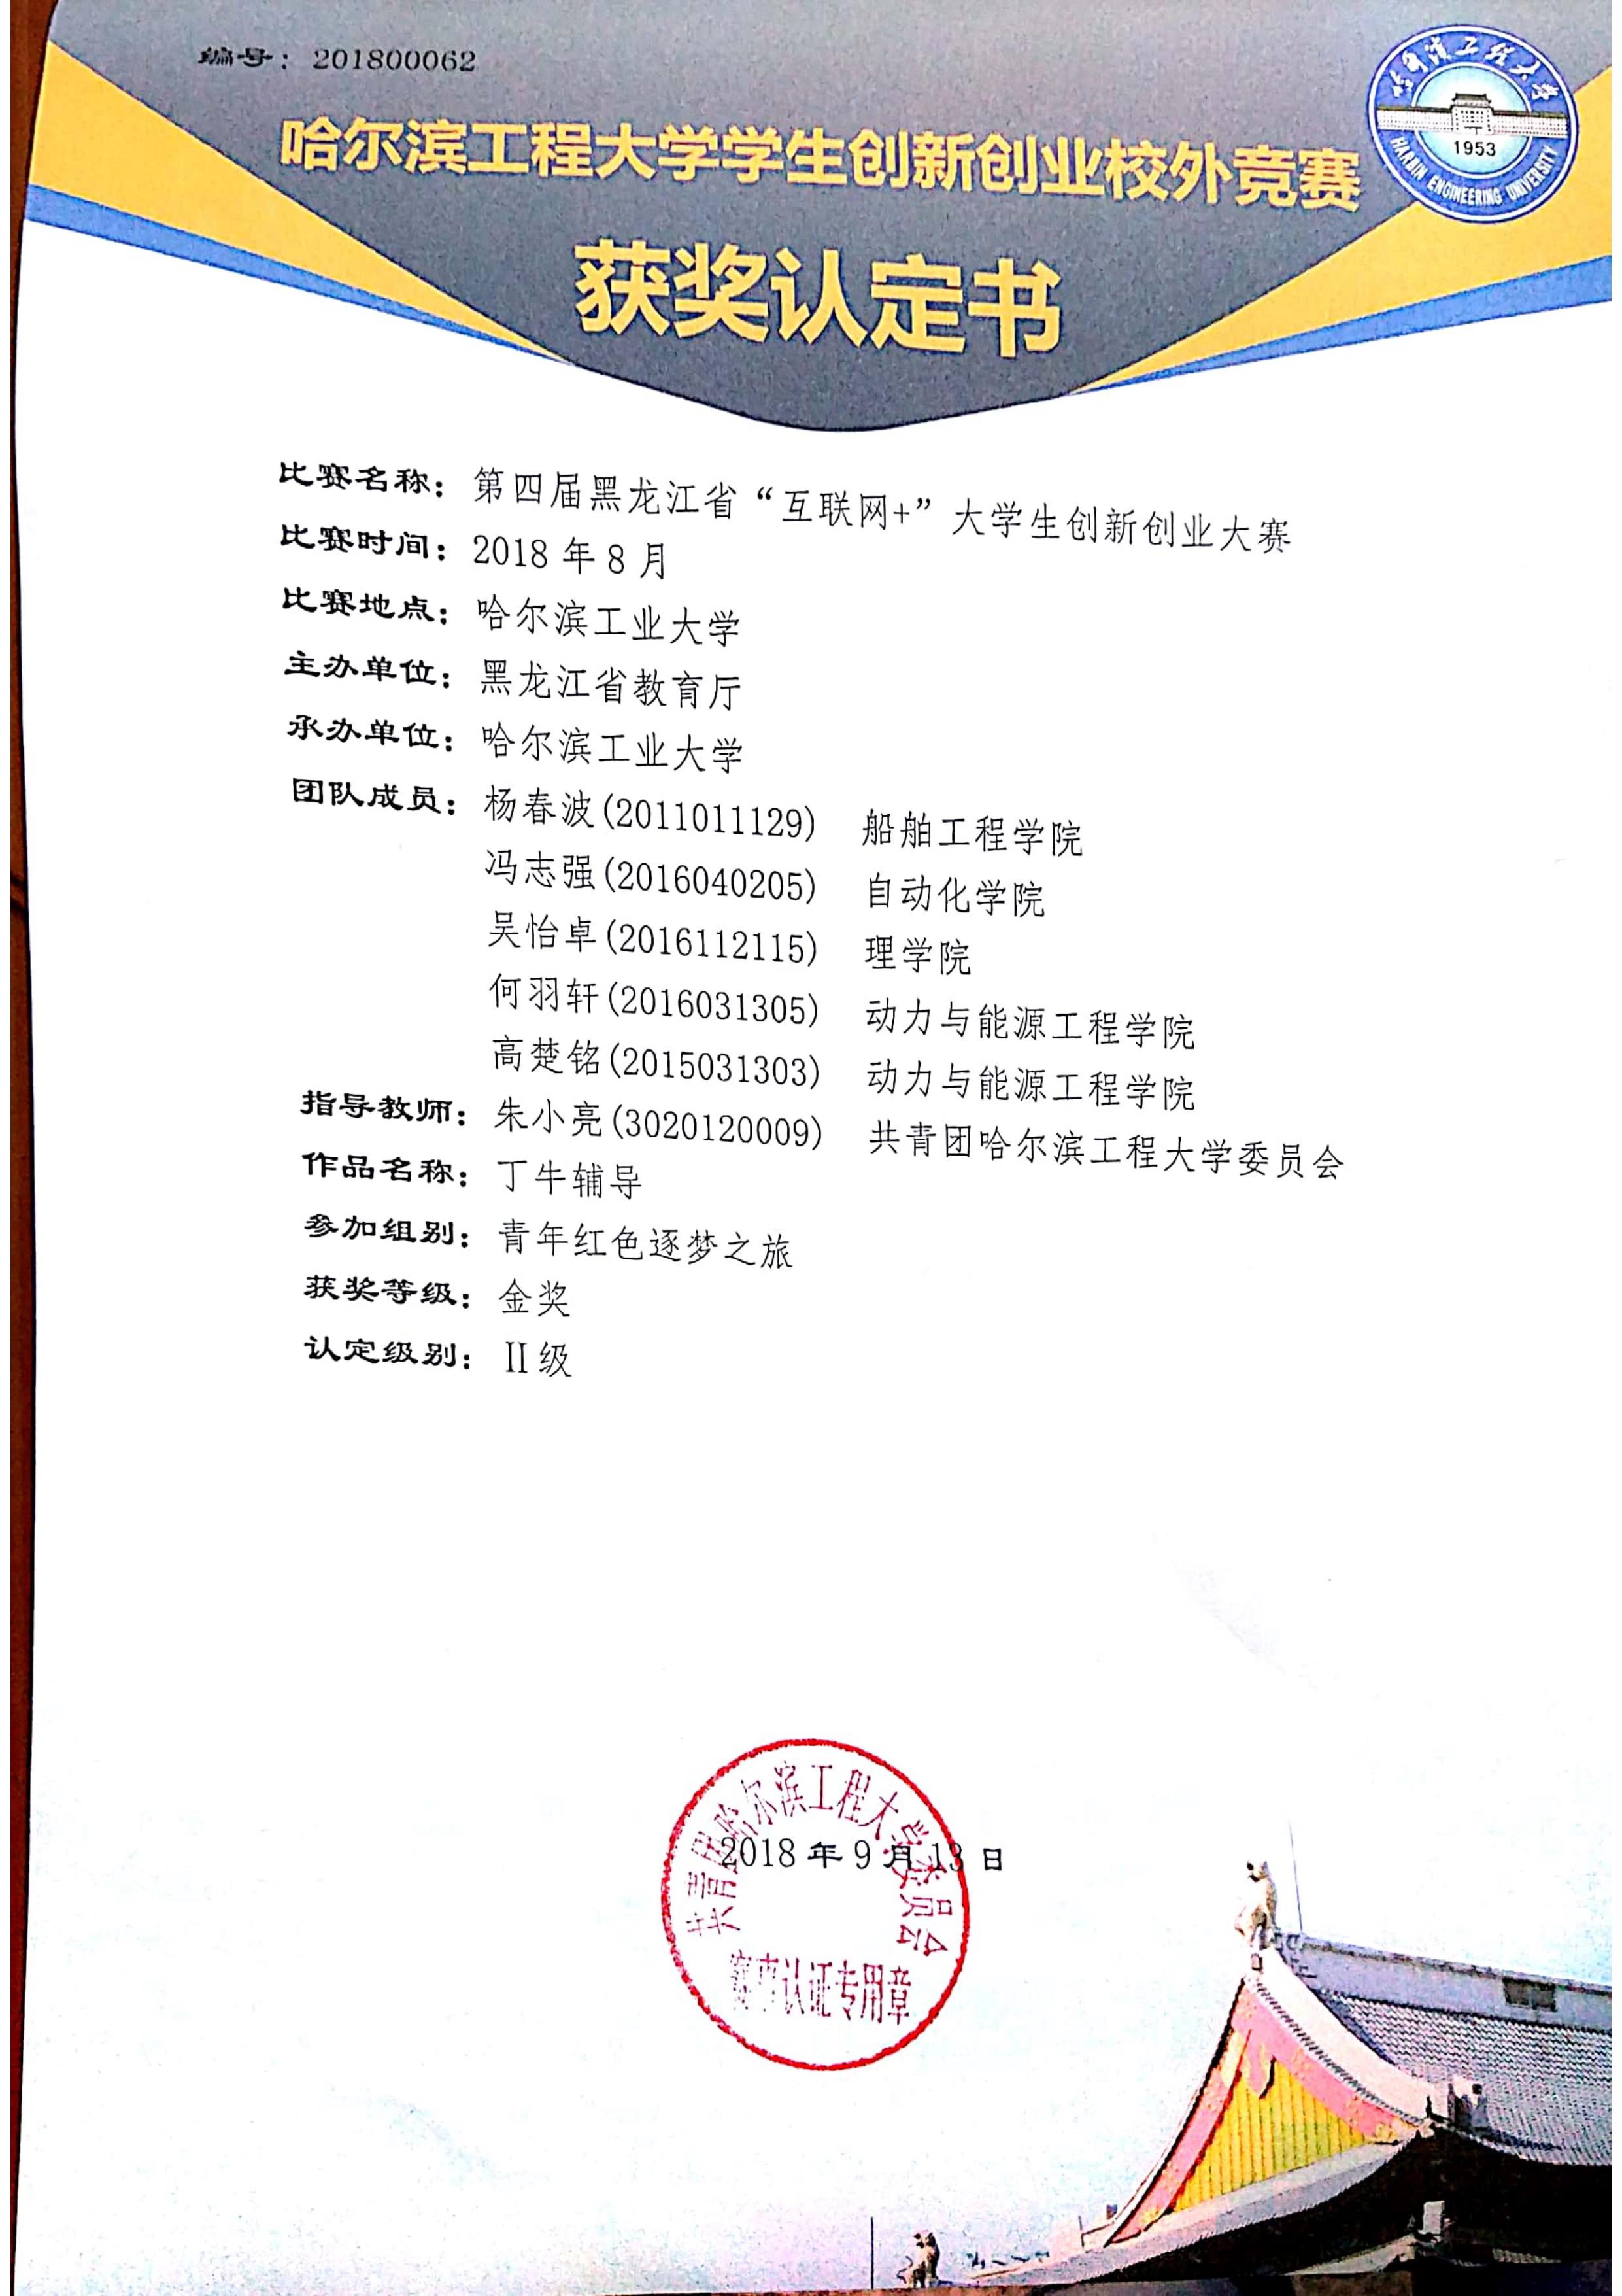 编号：201800062
哈尔滨工程大学
1953
HARBIN ENGINEERING UNIVERSITY
哈尔滨工程大学学生创新创业校外竞赛
获奖认定书
比赛名称：第四届黑龙江省“互联网+”大学生创新创业大赛
比赛时间：2018 年 8 月
比赛地点：哈尔滨工业大学
主办单位：黑龙江省教育厅
承办单位：哈尔滨工业大学
团队成员：杨春波(2011011129) 船舶工程学院
冯志强(2016040205) 自动化学院
吴怡卓(2016112115) 理学院
何羽轩(2016031305) 动力与能源工程学院
高楚铭(2015031303) 动力与能源工程学院
指导教师：朱小亮(3020120009) 共青团哈尔滨工程大学委员会
作品名称：丁牛辅导
参加组别：青年红色逐梦之旅
获奖等级：金奖
认定级别：II 级
共青团哈尔滨工程大学委员会
2018 年 9 月 13 日
赛事认证专用章